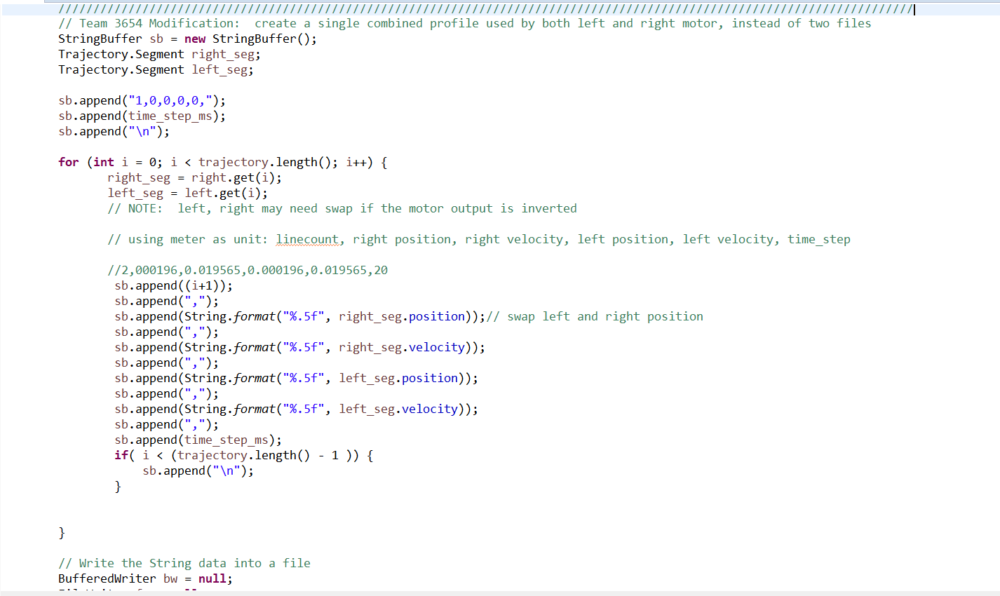 //////////////////////////////////////////////////////////////////////////////////////////////////////////////////////////
// Team 3654 Modification:  create a single combined profile used by both left and right motor, instead of two files
StringBuffer sb = new StringBuffer();
Trajectory.Segment right_seg;
Trajectory.Segment left_seg;
sb.append("1,0,0,0,0,");
sb.append(time_step_ms);
sb.append("\n");
for (int i = 0; i < trajectory.length(); i++) {
right_seg = right.get(i);
left_seg = left.get(i);
// NOTE:  left, right may need swap if the motor output is inverted
// using meter as unit: linecount, right position, right velocity, left position, left velocity, time_step
//2,000196,0.019565,0.000196,0.019565,20
sb.append((i+1));
sb.append(",");
sb.append(String.format("%.5f", right_seg.position));// swap left and right position
sb.append(",");
sb.append(String.format("%.5f", right_seg.velocity));
sb.append(",");
sb.append(String.format("%.5f", left_seg.position));
sb.append(",");
sb.append(String.format("%.5f", left_seg.velocity));
sb.append(",");
sb.append(time_step_ms);
if( i < (trajectory.length() - 1 )) {
sb.append("\n");
}
}
// Write the String data into a file
BufferedWriter bw = null;